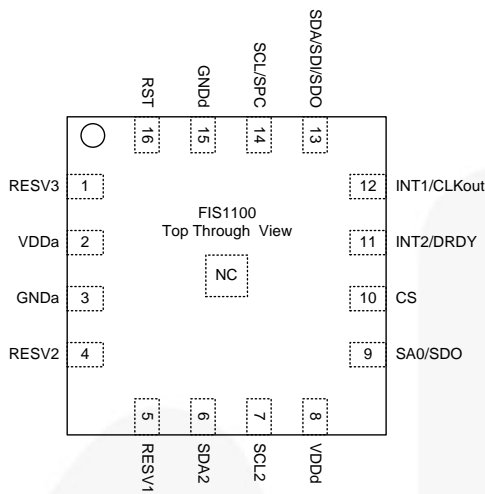 RST
GNDd
SCL/SPC
SDA/SDI/SDO
16
15
14
13
RESV3
1
12
INT1/CLKout
FIS1100
Top Through View
VDDa
2
11
INT2/DRDY
NC
GNDa
3
10
CS
RESV2
4
9
SA0/SDO
5
6
7
8
RESV1
SDA2
SCL2
VDDd